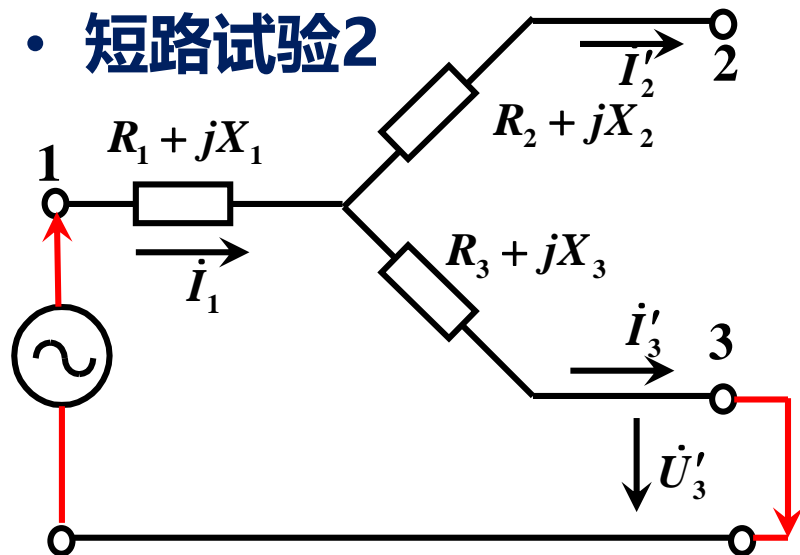 • 短路试验2
2
İ′₂
R₂ + jX₂
R₁ + jX₁
1
İ₁
R₃ + jX₃
İ′₃
3
U̇′₃